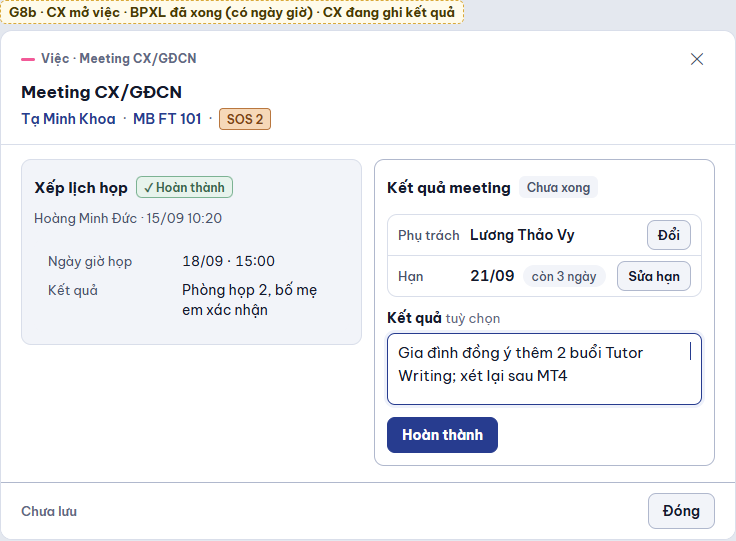 G8b · CX mở việc · BPXL đã xong (có ngày giờ) · CX đang ghi kết quả
Việc · Meeting CX/GĐCN
Meeting CX/GĐCN
Tạ Minh Khoa · MB FT 101 · SOS 2
Xếp lịch họp ✓ Hoàn thành
Hoàng Minh Đức · 15/09 10:20
Ngày giờ họp 18/09 · 15:00
Kết quả Phòng họp 2, bố mẹ
em xác nhận
Kết quả meeting Chưa xong
Phụ trách Lương Thảo Vy Đổi
Hạn 21/09 còn 3 ngày Sửa hạn
Kết quả tuỳ chọn
Gia đình đồng ý thêm 2 buổi Tutor
Writing; xét lại sau MT4
Hoàn thành
Chưa lưu Đóng